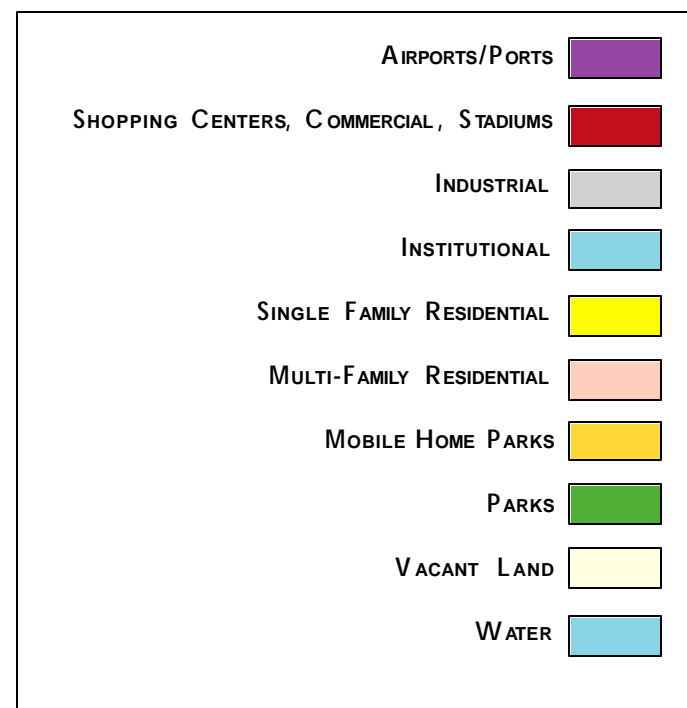 AIRPORTS/PORTS
SHOPPING CENTERS, COMMERCIAL, STADIUMS
INDUSTRIAL
INSTITUTIONAL
SINGLE FAMILY RESIDENTIAL
MULTI-FAMILY RESIDENTIAL
MOBILE HOME PARKS
PARKS
VACANT LAND
WATER